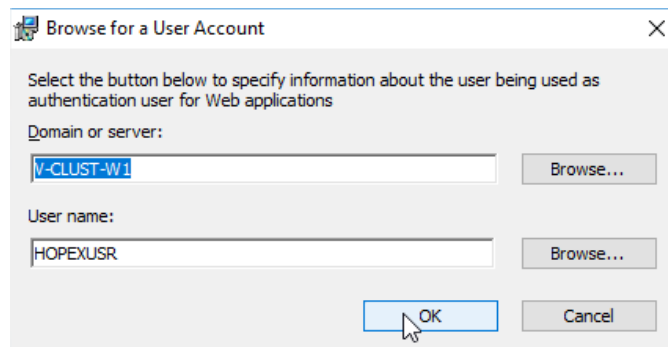 Browse for a User Account
Select the button below to specify information about the user being used as
authentication user for Web applications
Domain or server:
V-CLUST-W1
Browse...
User name:
HOPEXUSR
Browse...
OK
Cancel